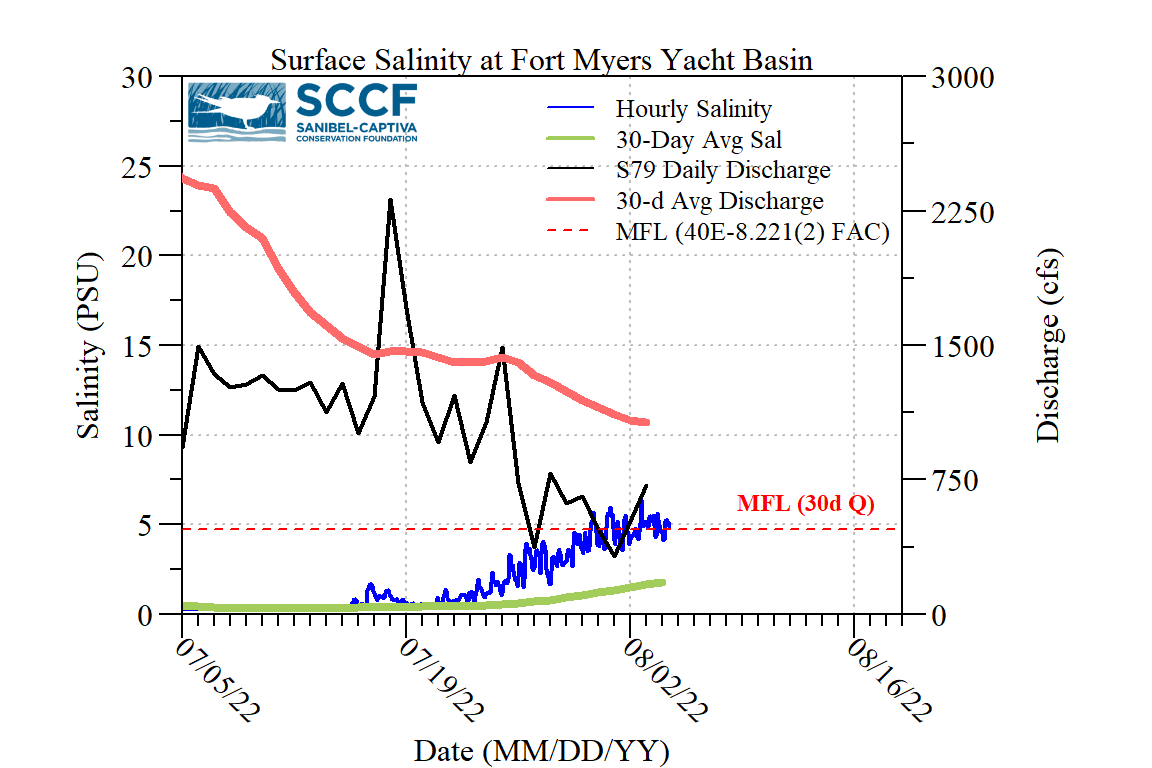 Surface Salinity at Fort Myers Yacht Basin
SCCF
SANIBEL-CAPTIVA
CONSERVATION FOUNDATION
Hourly Salinity
30-Day Avg Sal
S79 Daily Discharge
30-d Avg Discharge
MFL (40E-8.221(2) FAC)
MFL (30d Q)
Salinity (PSU)
30
25
20
15
10
5
0
Discharge (cfs)
3000
2250
1500
750
0
07/05/22
07/19/22
08/02/22
08/16/22
Date (MM/DD/YY)